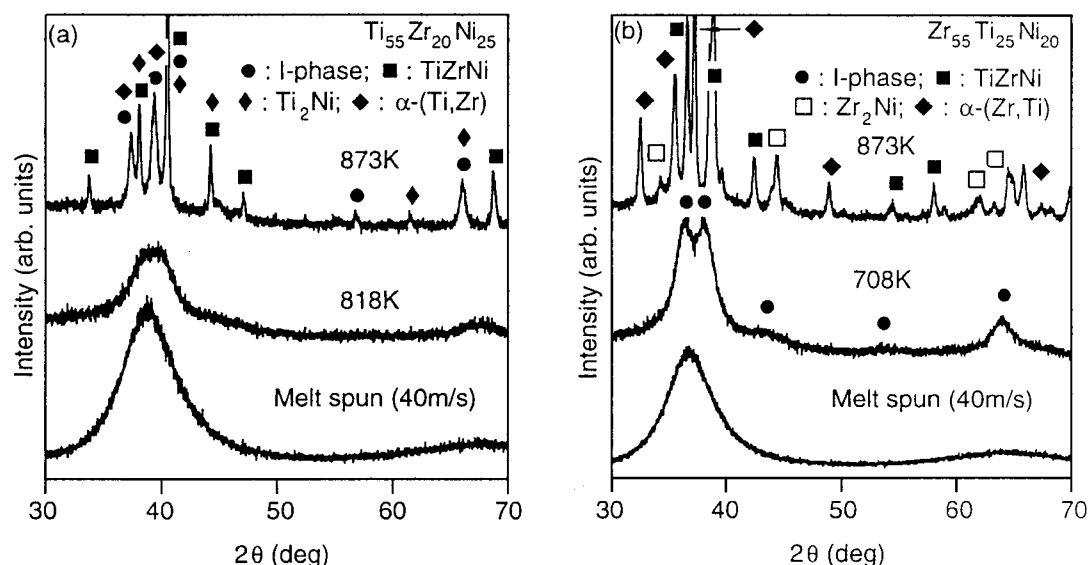 (a)
Ti55Zr20Ni25
● : I-phase; ■ : TiZrNi
♦ : Ti2Ni; ◆ : α-(Ti,Zr)
873K
818K
Melt spun (40m/s)
Intensity (arb. units)
30 40 50 60 70
2θ (deg)
(b)
Zr55Ti25Ni20
● : I-phase; ■ : TiZrNi
□ : Zr2Ni; ◆ : α-(Zr,Ti)
873K
708K
Melt spun (40m/s)
Intensity (arb. units)
30 40 50 60 70
2θ (deg)